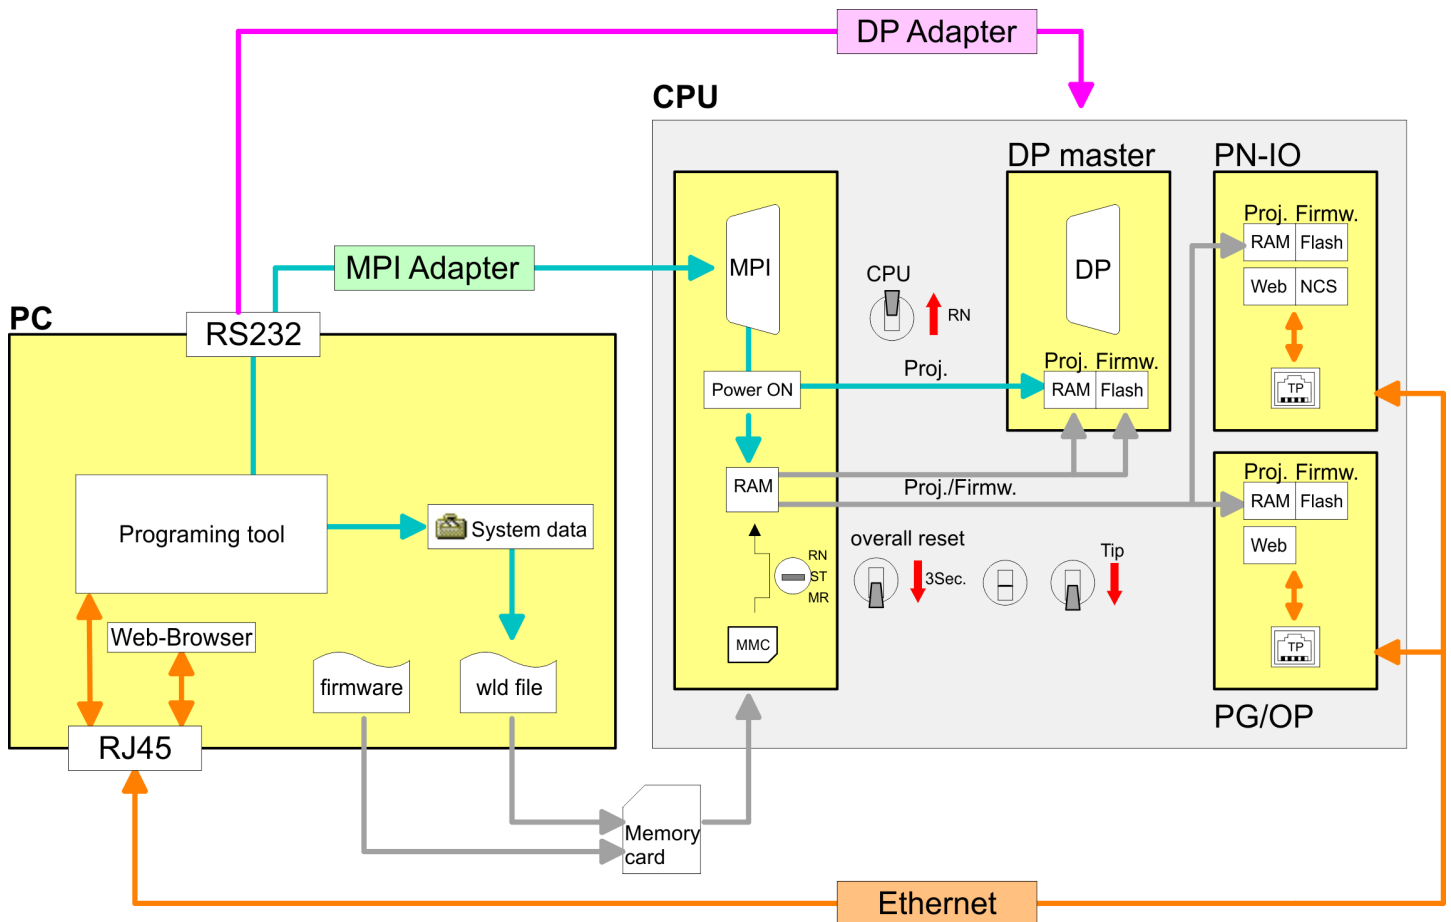 DP Adapter
CPU
DP master
PN-IO
Proj. Firmw.
RAM
Flash
Web
NCS
TP
MPI Adapter
MPI
CPU
RN
DP
PC
RS232
Proj.
Proj. Firmw.
RAM
Flash
Power ON
RAM
Proj./Firmw.
Proj. Firmw.
RAM
Flash
Web
TP
PG/OP
Programing tool
System data
RN
ST
MR
overall reset
3Sec.
Tip
MMC
Web-Browser
firmware
wld file
RJ45
Memory
card
Ethernet